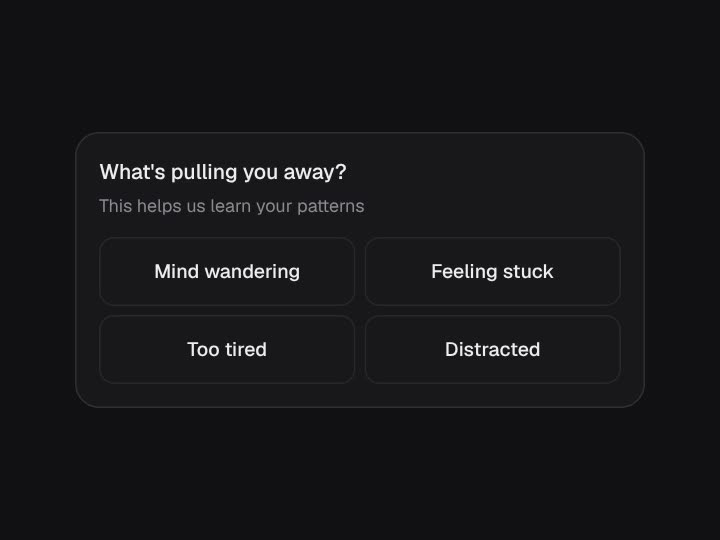 What's pulling you away?
This helps us learn your patterns
Mind wandering
Feeling stuck
Too tired
Distracted